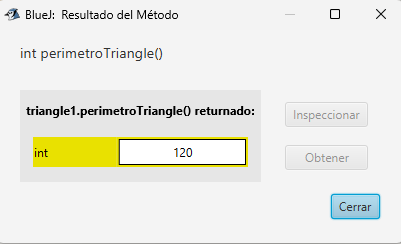 BlueJ: Resultado del Método
int perimetroTriangle()
triangle1.perimetroTriangle() returnado:
Inspeccionar
int 120
Obtener
Cerrar